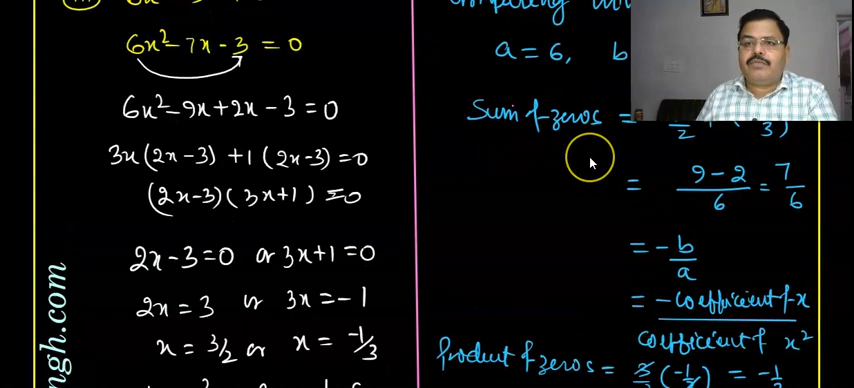 6x² - 7x - 3 = 0
6x² - 9x + 2x - 3 = 0
3x(2x-3) + 1(2x-3) = 0
(2x-3)(3x+1) = 0
2x-3=0 or 3x+1=0
2x = 3 or 3x = -1
x = 3/2 or x = -1/3
ngh.com
Comparing
a = 6, b
Sum of zeros =
= 9-2/6 = 7/6
= -b/a
= -coefficient of x / coefficient of x²
Product of zeros =